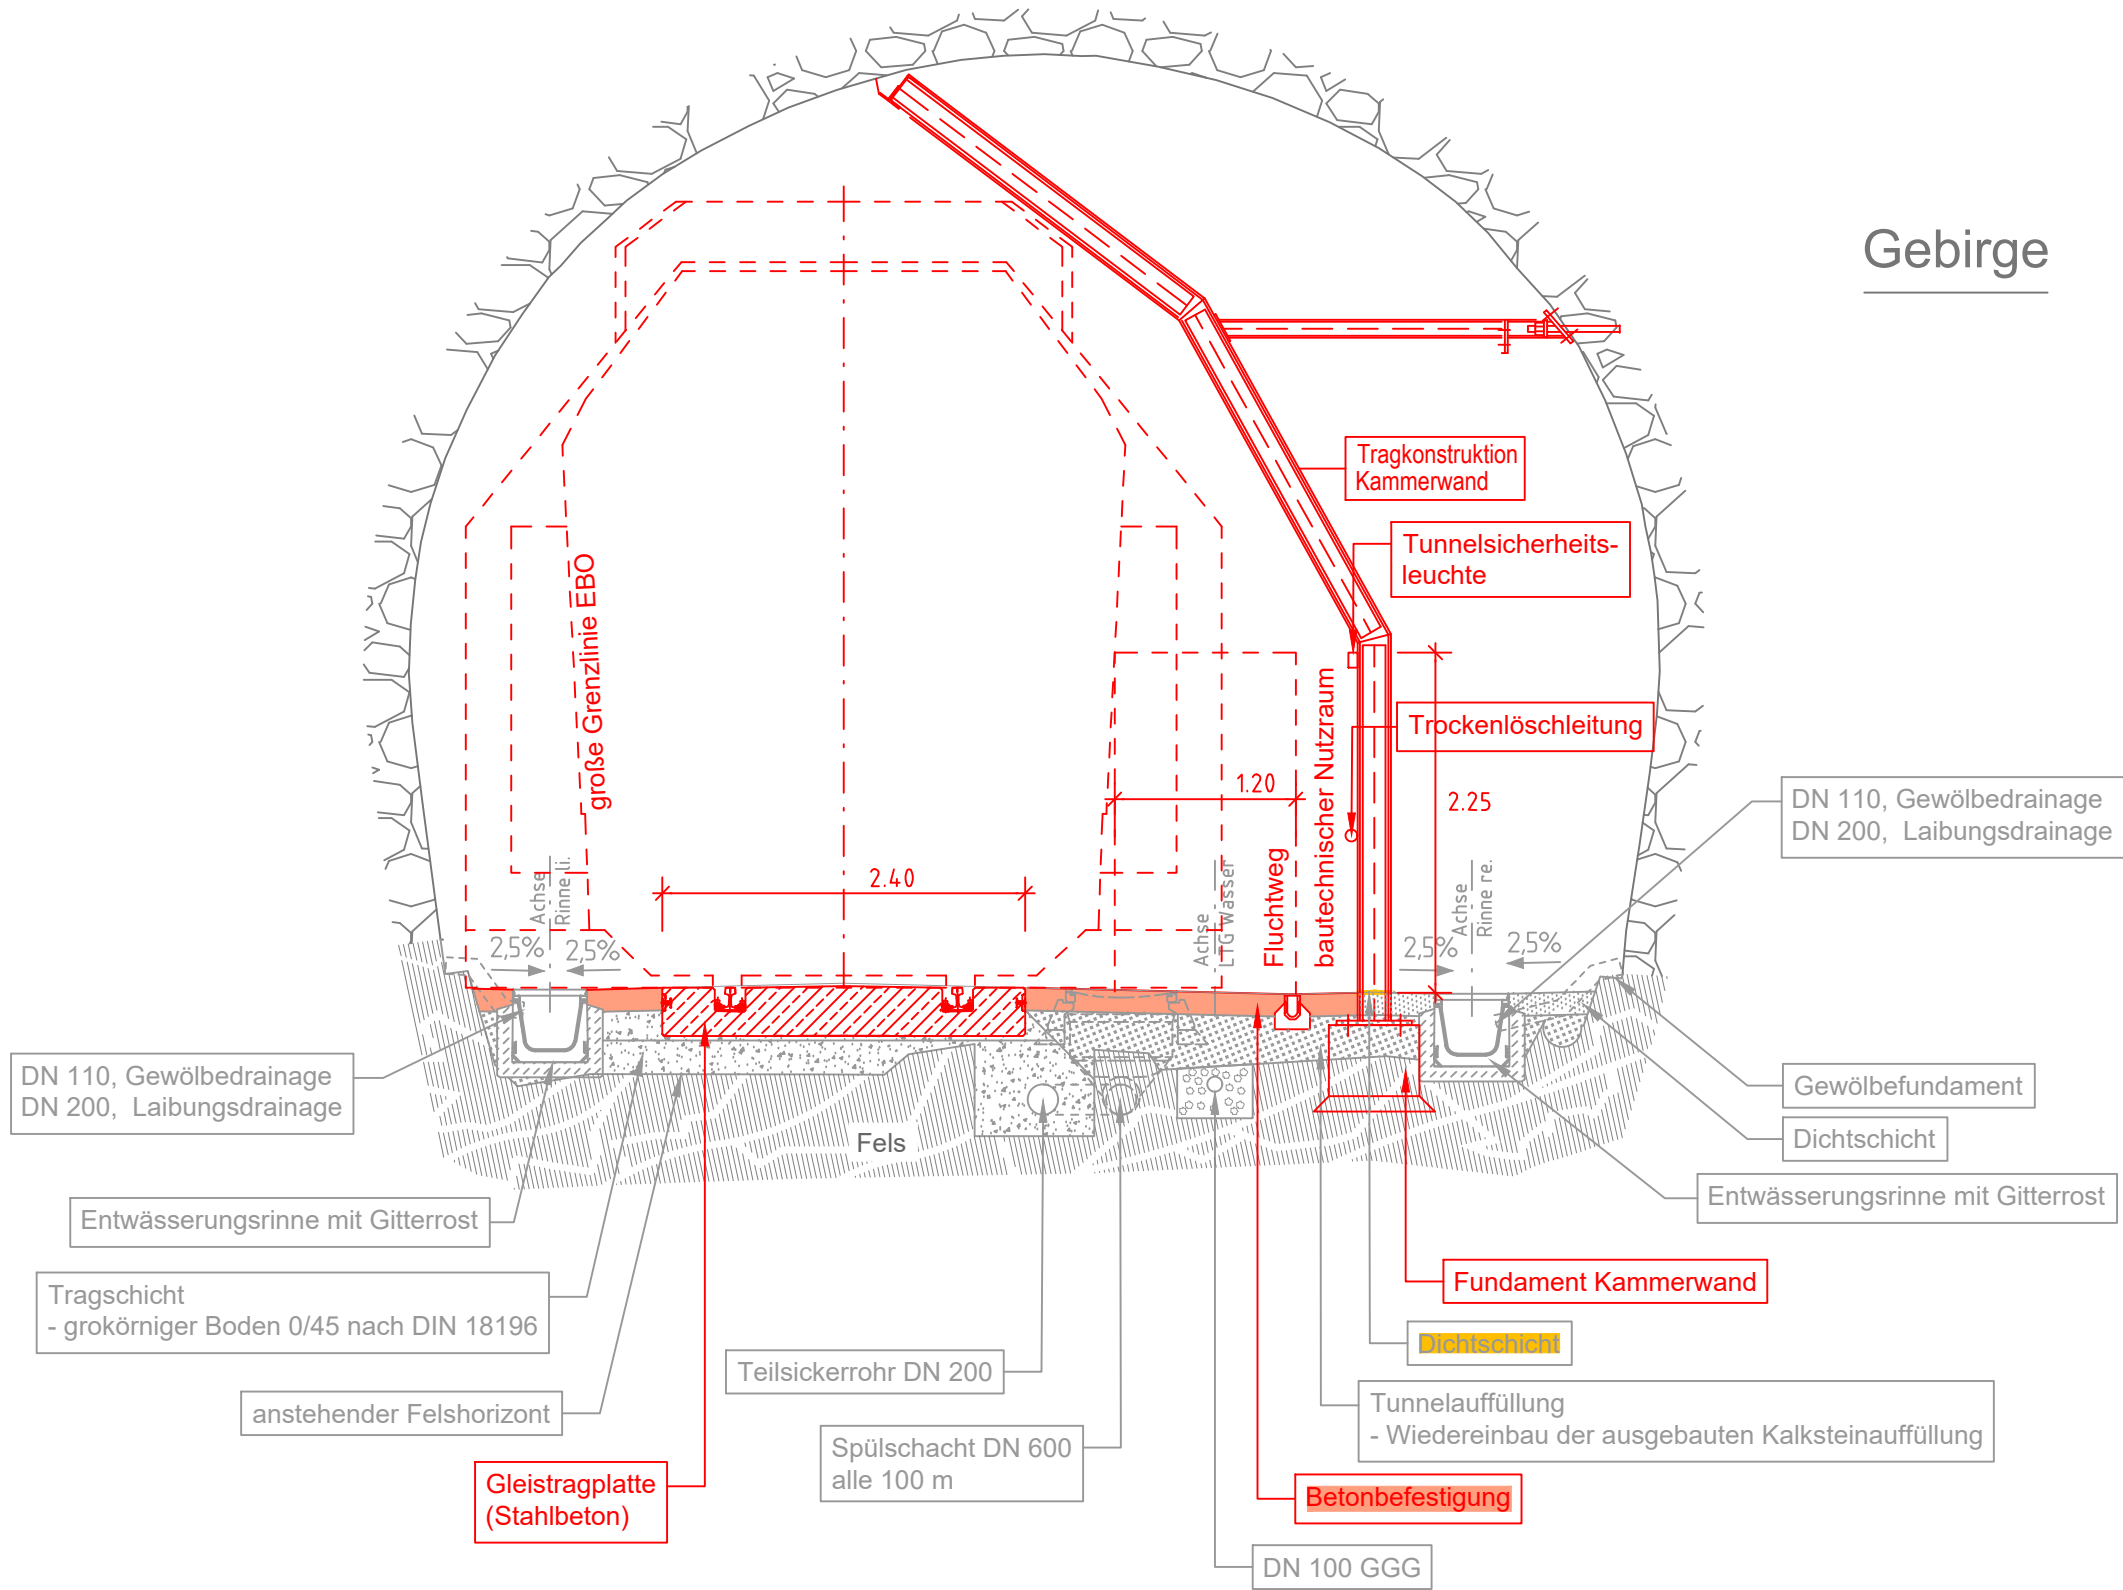 Gebirge
Tragkonstruktion
Kammerwand
Tunnelsicherheits-
leuchte
große Grenzlinie EBO
bautechnischer Nutzraum
Trockenlöschleitung
1.20
2.25
DN 110, Gewölbedrainage
DN 200, Laibungsdrainage
2.40
Achse
Rinne li.
Achse
LTG Wasser
Fluchtweg
Achse
Rinne re.
2,5%
2,5%
2,5%
2,5%
DN 110, Gewölbedrainage
DN 200, Laibungsdrainage
Gewölbefundament
Dichtschicht
Fels
Entwässerungsrinne mit Gitterrost
Entwässerungsrinne mit Gitterrost
Tragschicht
- grokörniger Boden 0/45 nach DIN 18196
Fundament Kammerwand
Dichtschicht
Teilsickerrohr DN 200
anstehender Felshorizont
Tunnelauffüllung
- Wiedereinbau der ausgebauten Kalksteinauffüllung
Spülschacht DN 600
alle 100 m
Gleistragplatte
(Stahlbeton)
Betonbefestigung
DN 100 GGG